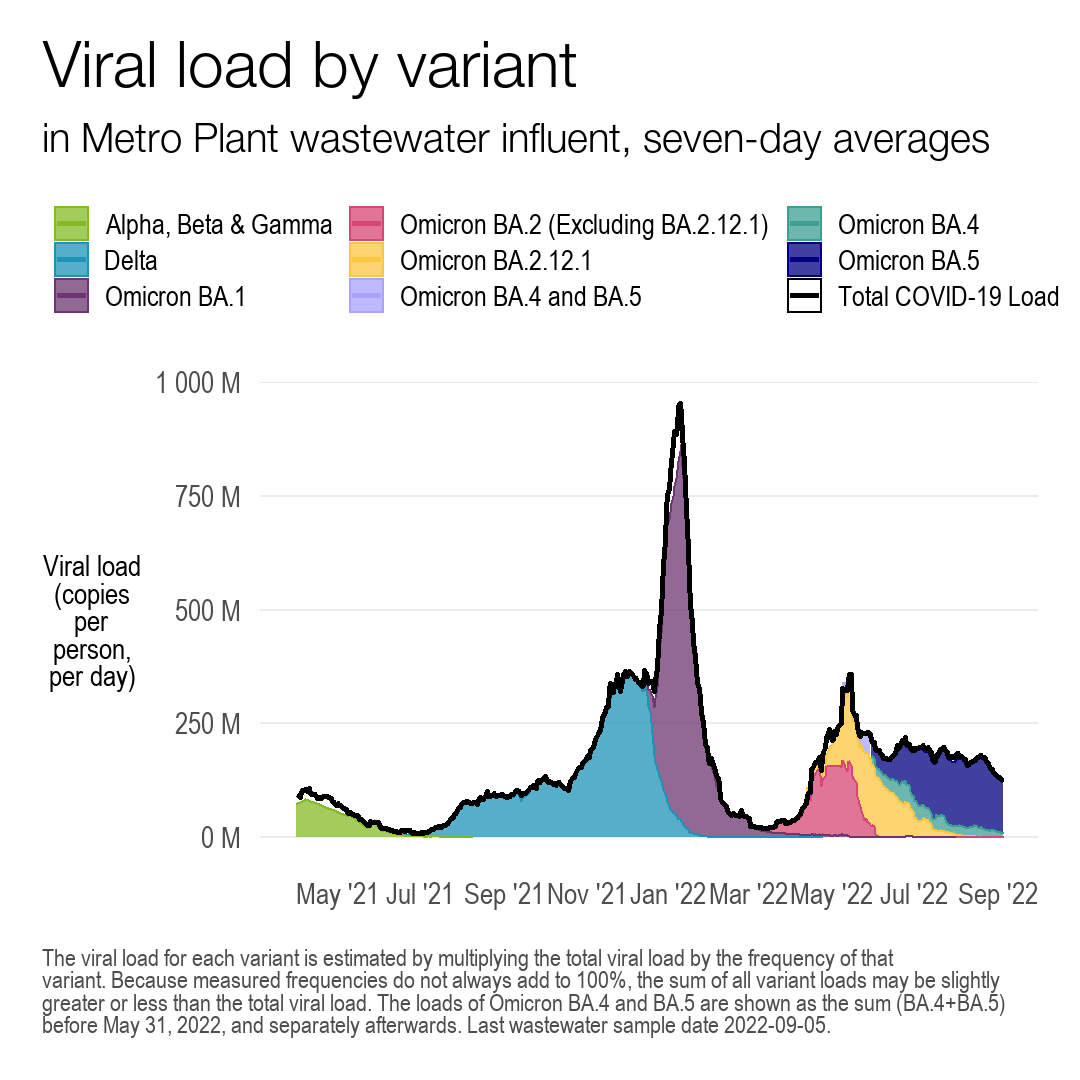 Viral load by variant
in Metro Plant wastewater influent, seven-day averages
Alpha, Beta & Gamma
Delta
Omicron BA.1
Omicron BA.2 (Excluding BA.2.12.1)
Omicron BA.2.12.1
Omicron BA.4 and BA.5
Omicron BA.4
Omicron BA.5
Total COVID-19 Load
1 000 M
750 M
500 M
250 M
0 M
Viral load
(copies
per
person,
per day)
May '21 Jul '21 Sep '21 Nov '21 Jan '22 Mar '22 May '22 Jul '22 Sep '22
The viral load for each variant is estimated by multiplying the total viral load by the frequency of that
variant. Because measured frequencies do not always add to 100%, the sum of all variant loads may be slightly
greater or less than the total viral load. The loads of Omicron BA.4 and BA.5 are shown as the sum (BA.4+BA.5)
before May 31, 2022, and separately afterwards. Last wastewater sample date 2022-09-05.